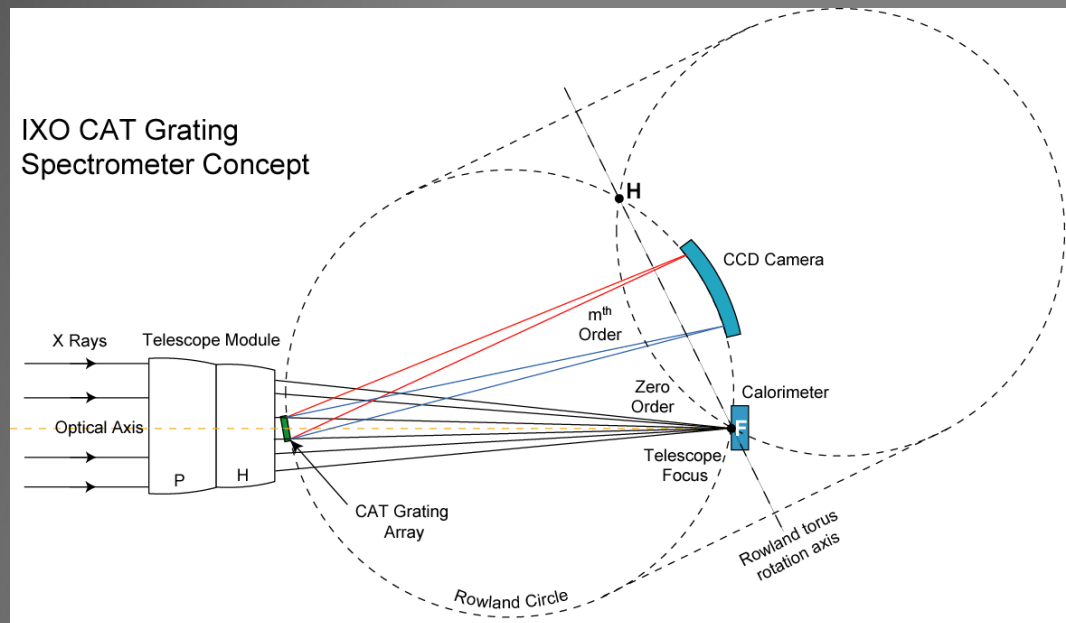 IXO CAT Grating
Spectrometer Concept
H
CCD Camera
mth
Order
X Rays
Telescope Module
Zero
Order
Calorimeter
Optical Axis
F
Telescope
Focus
P
H
CAT Grating
Array
Rowland torus
rotation axis
Rowland Circle